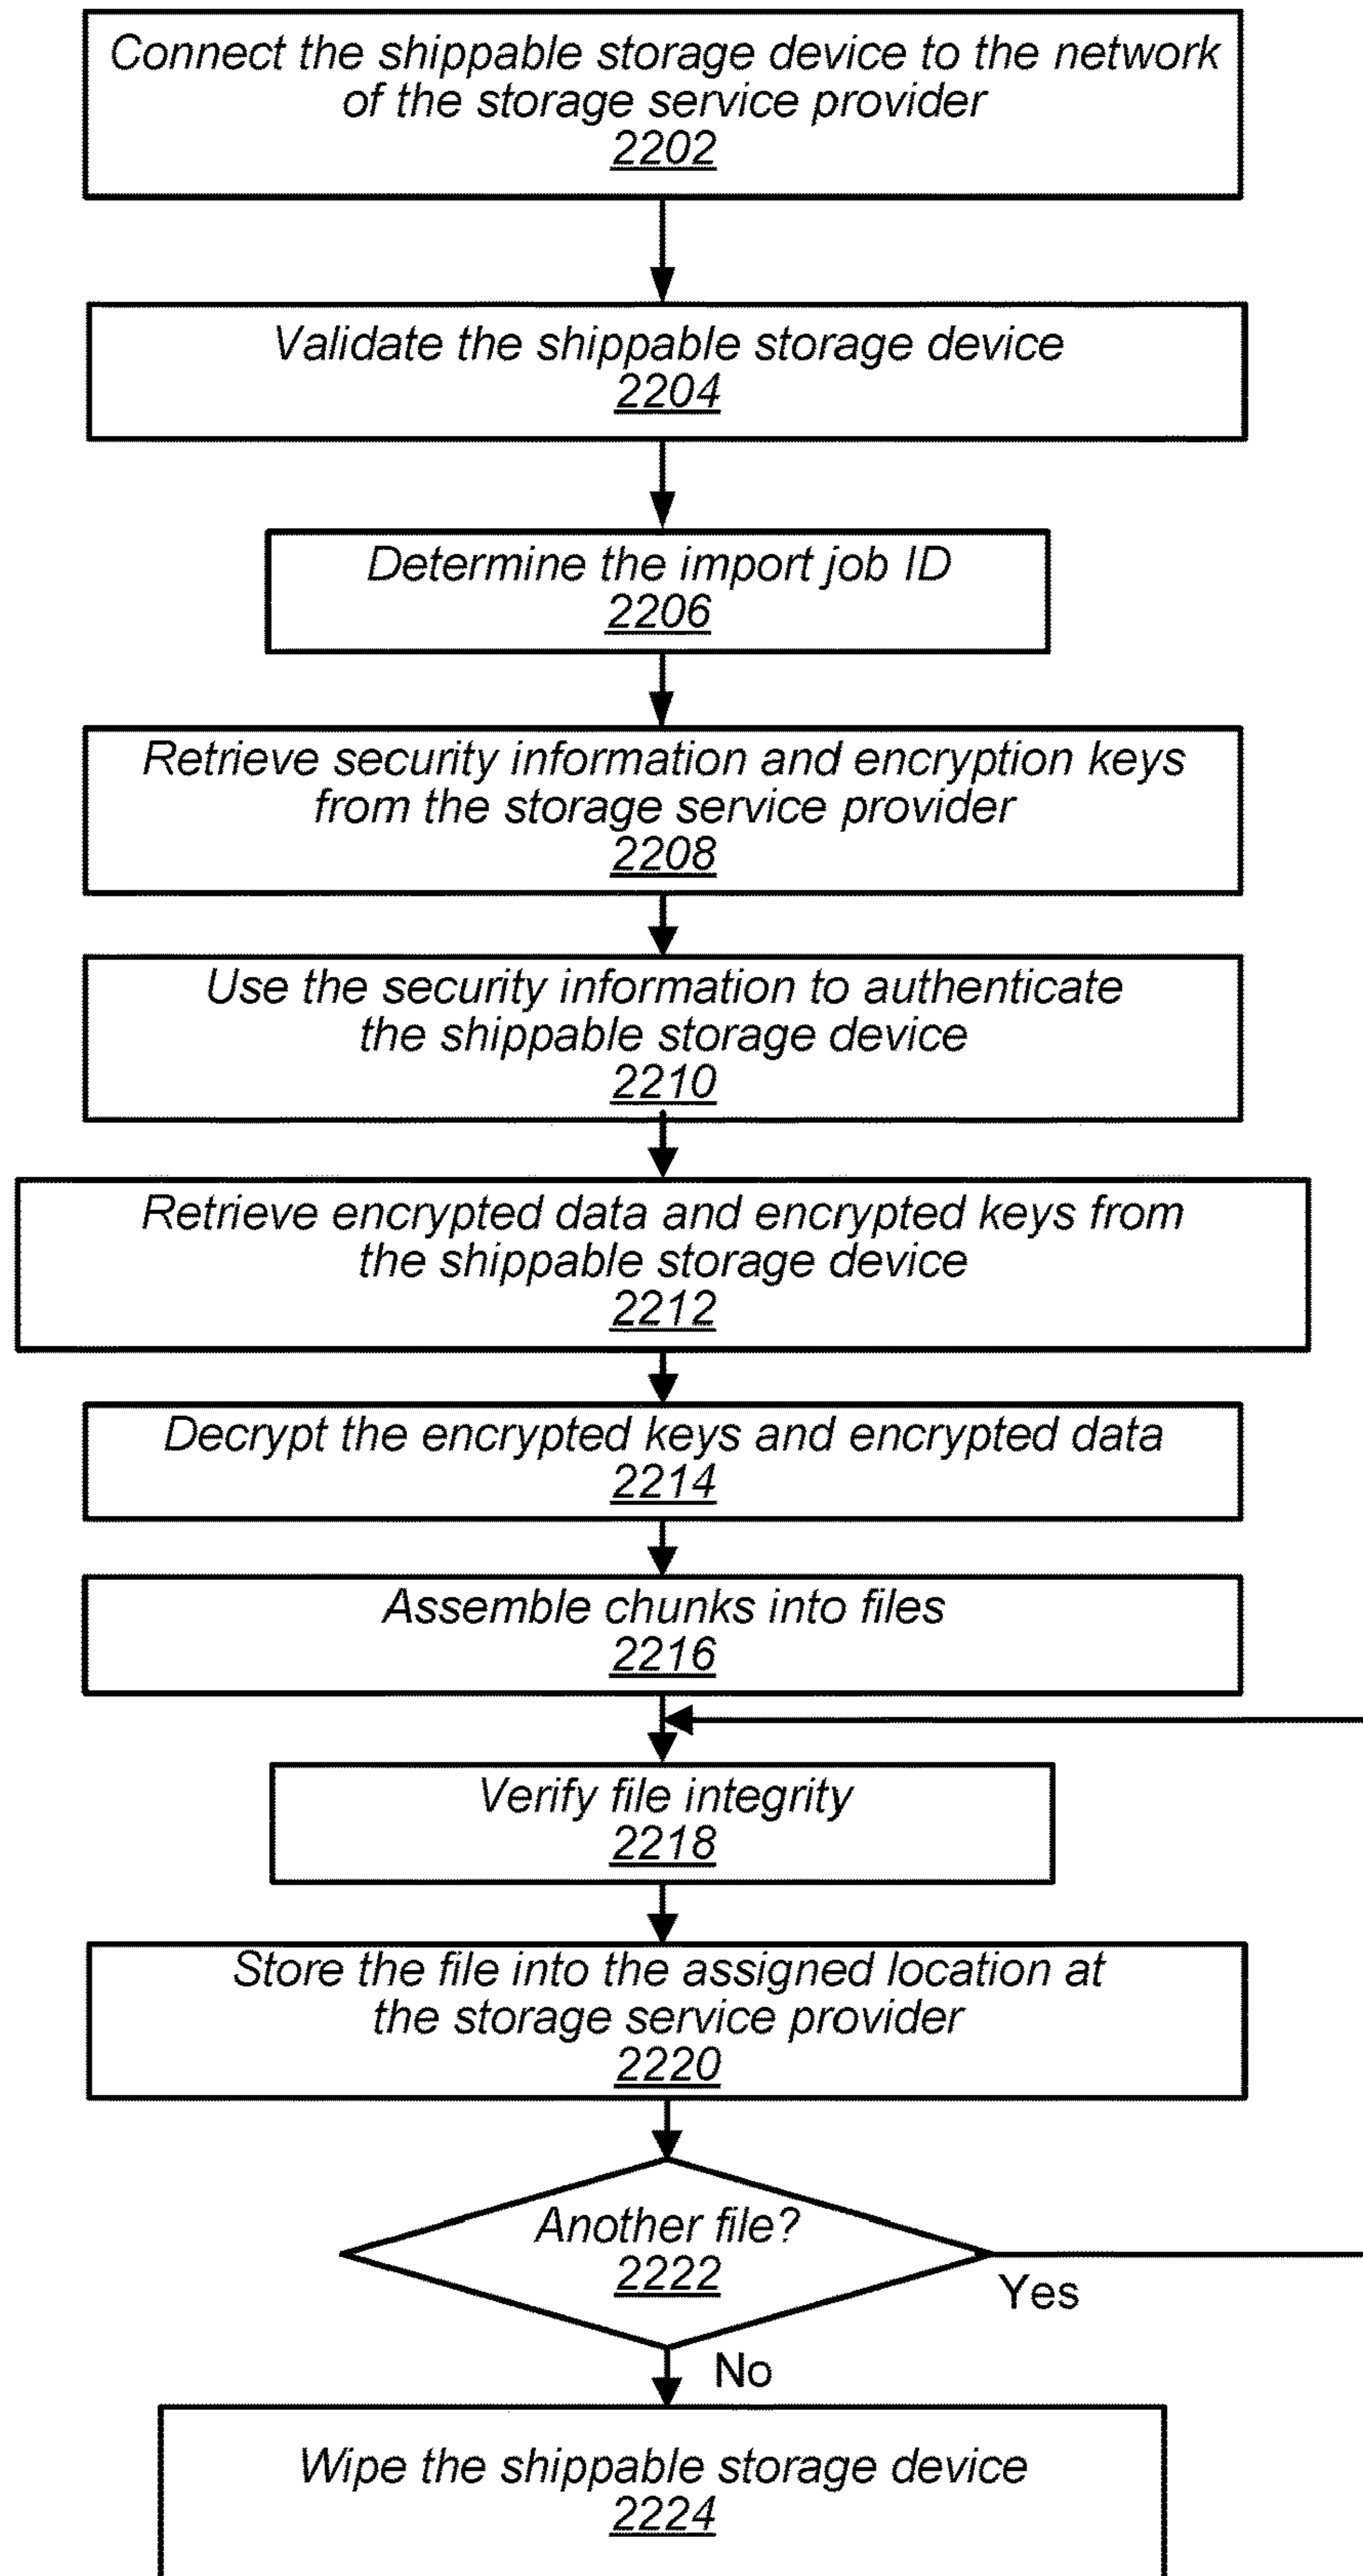 Connect the shippable storage device to the network
of the storage service provider
2202
Validate the shippable storage device
2204
Determine the import job ID
2206
Retrieve security information and encryption keys
from the storage service provider
2208
Use the security information to authenticate
the shippable storage device
2210
Retrieve encrypted data and encrypted keys from
the shippable storage device
2212
Decrypt the encrypted keys and encrypted data
2214
Assemble chunks into files
2216
Verify file integrity
2218
Store the file into the assigned location at
the storage service provider
2220
Another file?
2222
Yes
No
Wipe the shippable storage device
2224